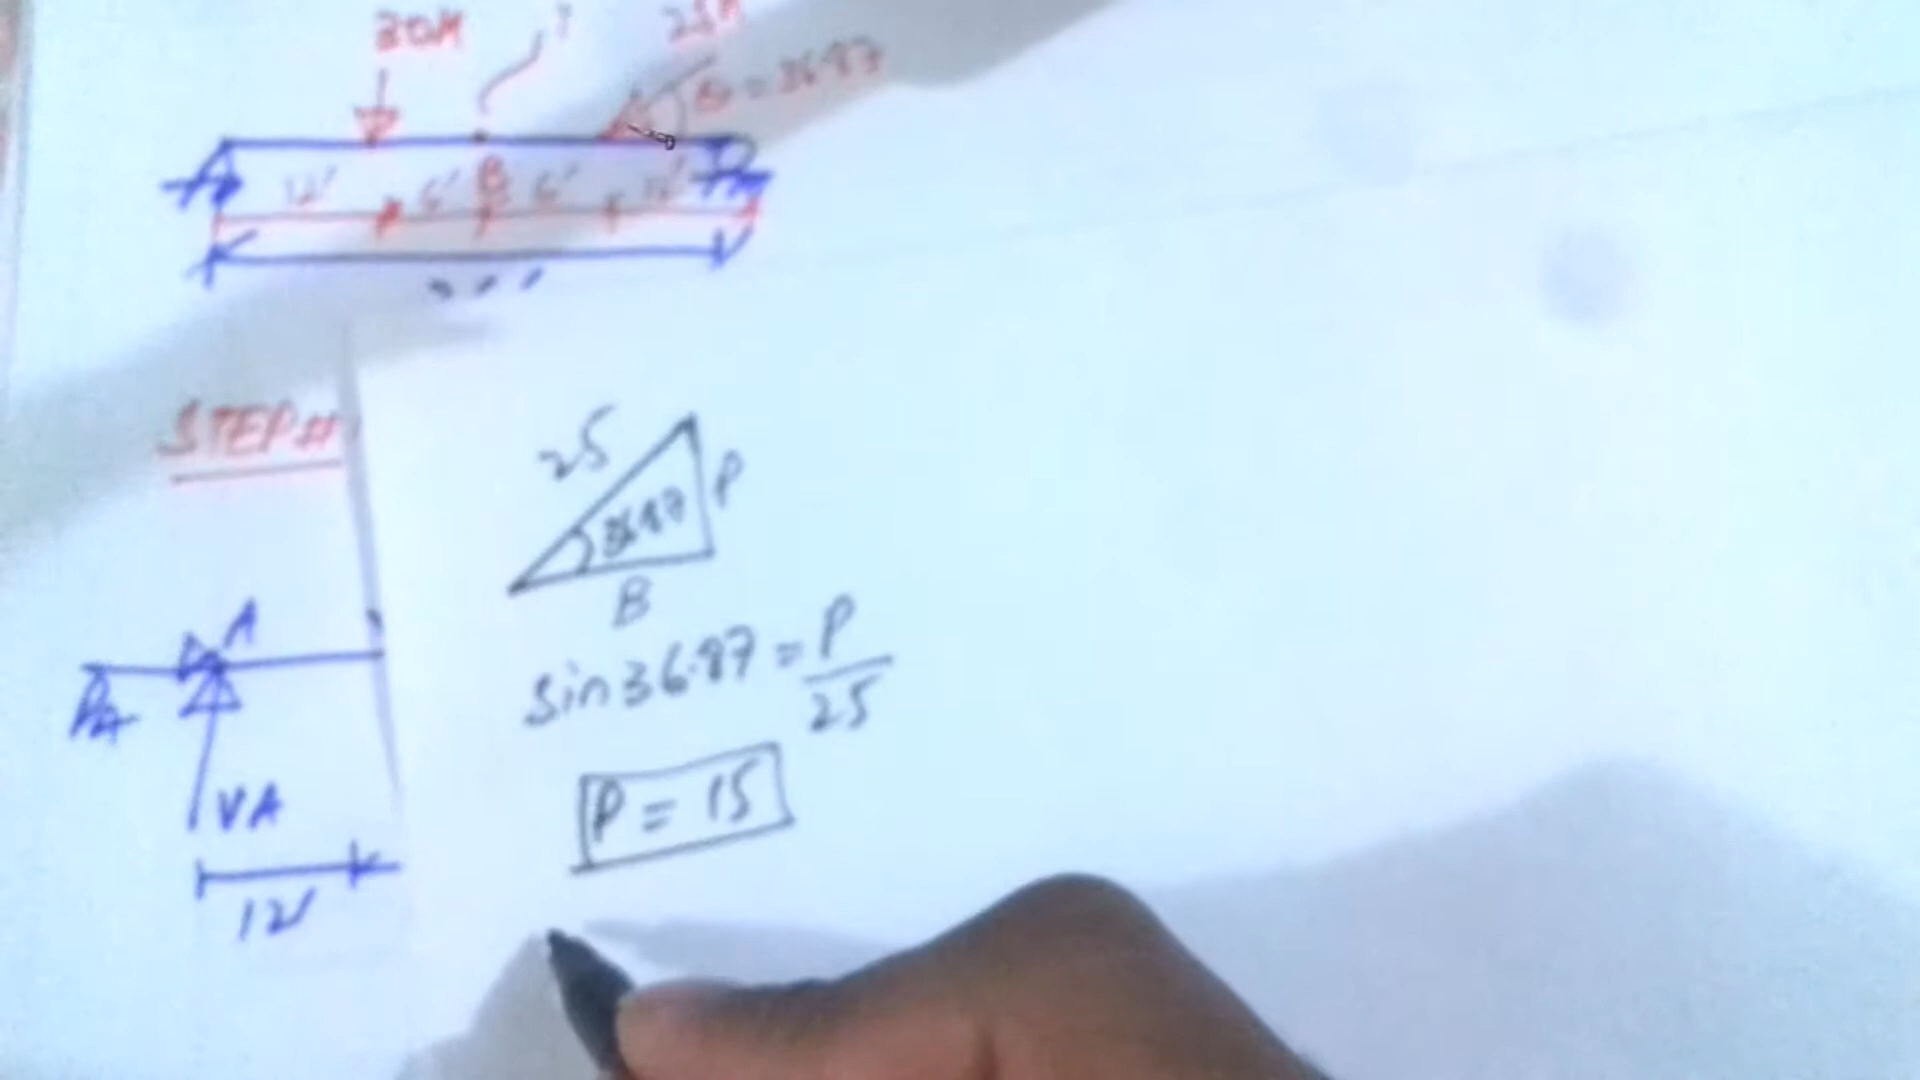 30K
25K
θ = 36.87
12' 6' B 6' 12'
STEP #
25
P
36.87
B
A
sin 36.87 = P/25
VA
P = 15
12'